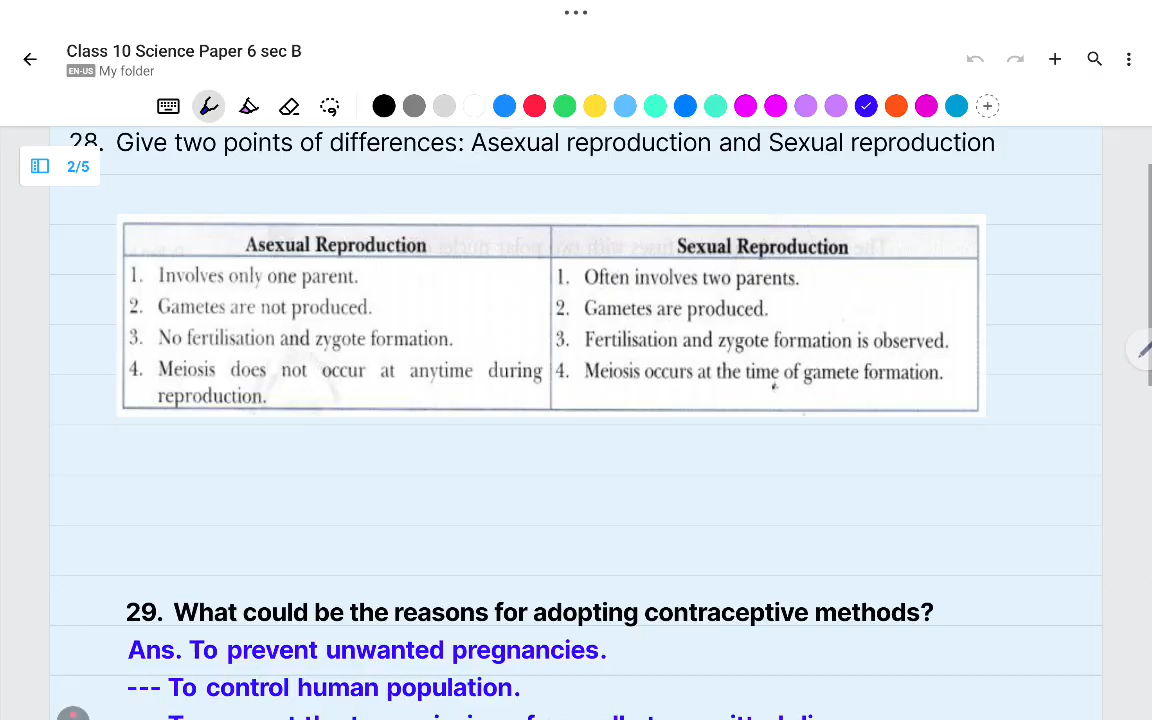 Class 10 Science Paper 6 sec B
EN-US My folder
28. Give two points of differences: Asexual reproduction and Sexual reproduction
2/5
Asexual Reproduction
1. Involves only one parent.
2. Gametes are not produced.
3. No fertilisation and zygote formation.
4. Meiosis does not occur at anytime during
reproduction.
Sexual Reproduction
1. Often involves two parents.
2. Gametes are produced.
3. Fertilisation and zygote formation is observed.
4. Meiosis occurs at the time of gamete formation.
29. What could be the reasons for adopting contraceptive methods?
Ans. To prevent unwanted pregnancies.
--- To control human population.